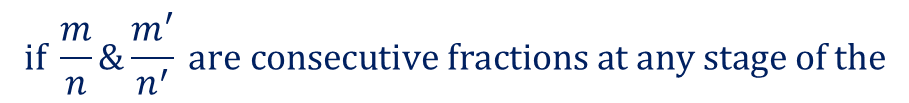 if m/n & m′/n′ are consecutive fractions at any stage of the